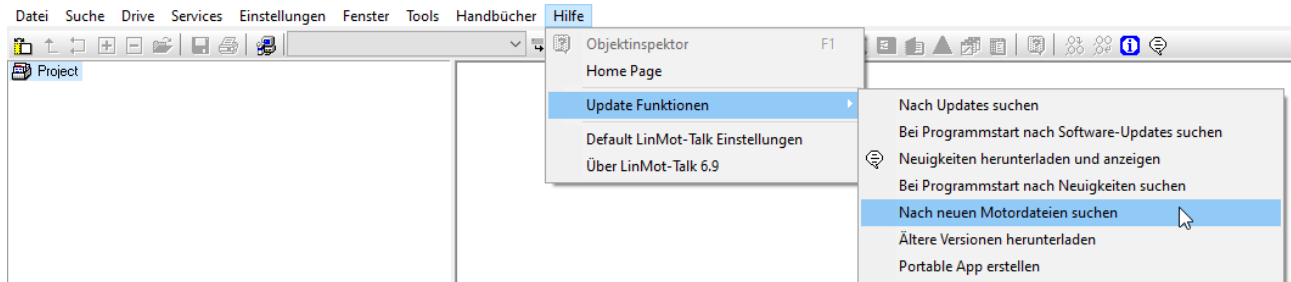 Datei Suche Drive Services Einstellungen Fenster Tools Handbücher Hilfe
Project
Objektinspektor F1
Home Page
Update Funktionen
Default LinMot-Talk Einstellungen
Über LinMot-Talk 6.9
Nach Updates suchen
Bei Programmstart nach Software-Updates suchen
Neuigkeiten herunterladen und anzeigen
Bei Programmstart nach Neuigkeiten suchen
Nach neuen Motordateien suchen
Ältere Versionen herunterladen
Portable App erstellen